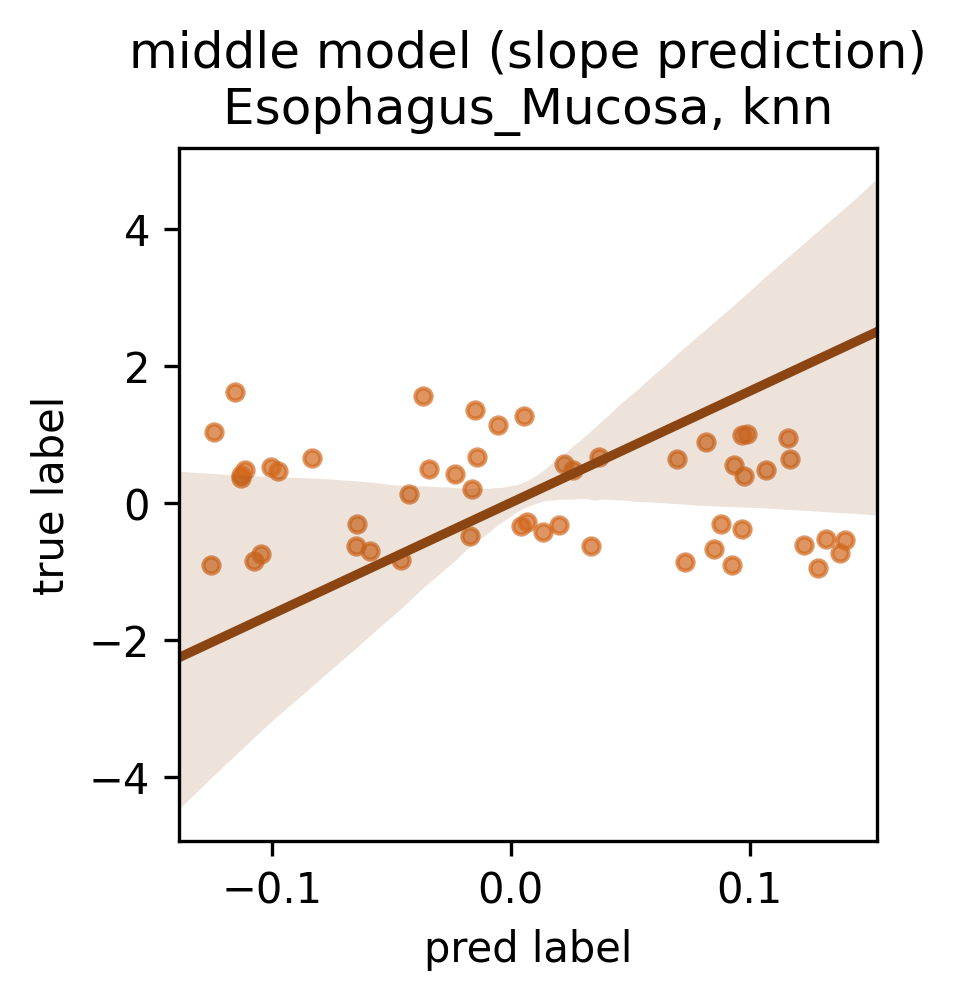 middle model (slope prediction)
Esophagus_Mucosa, knn
4
2
0
−2
−4
true label
−0.1
0.0
0.1
pred label